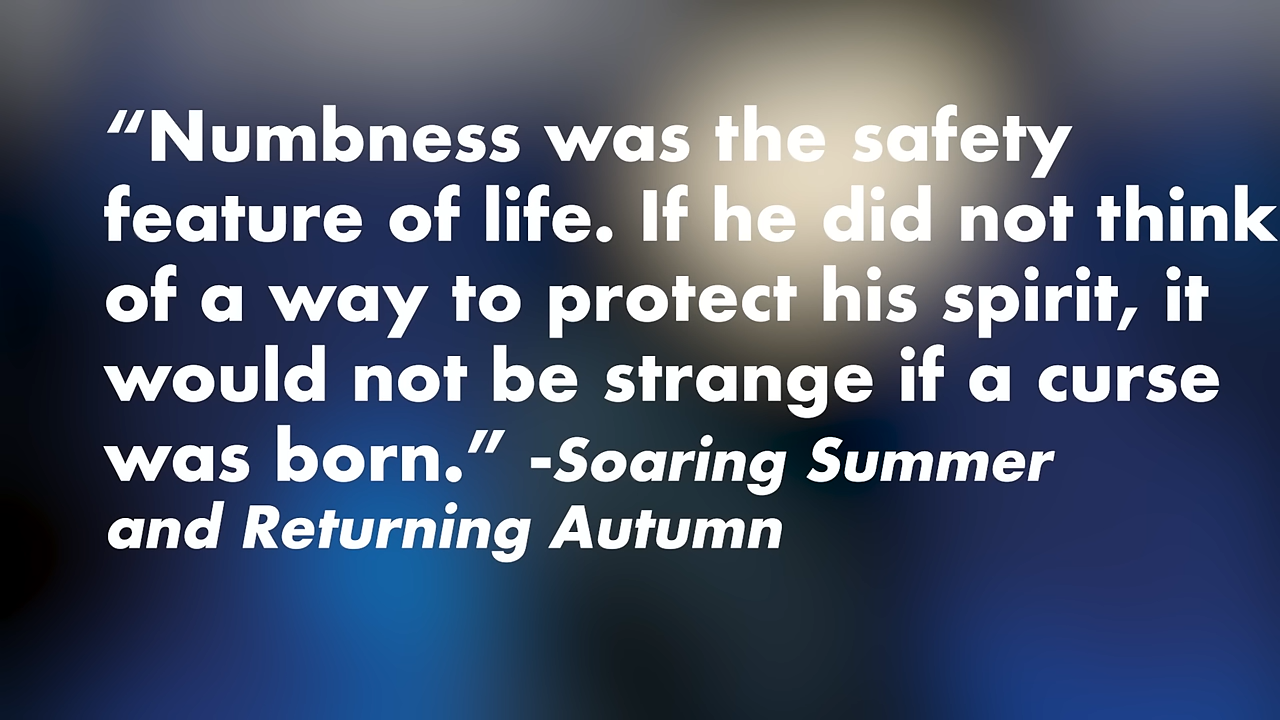 “Numbness was the safety
feature of life. If he did not think
of a way to protect his spirit, it
would not be strange if a curse
was born.” -Soaring Summer
and Returning Autumn